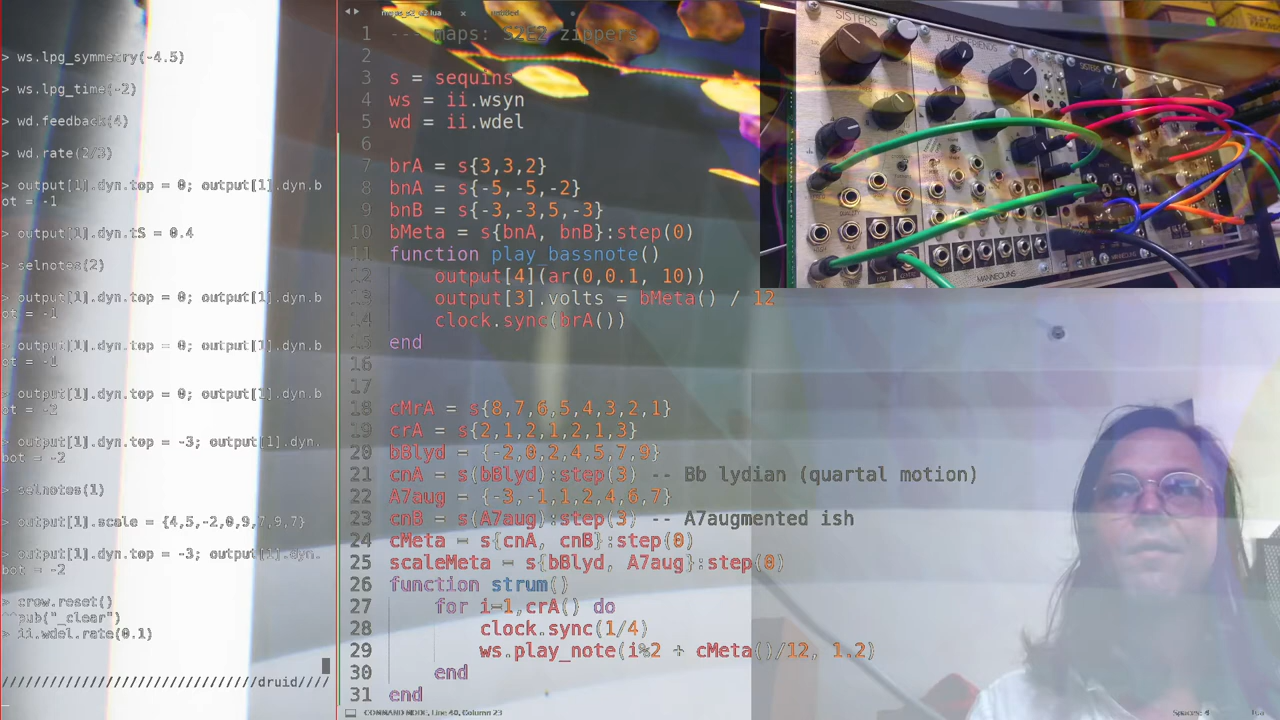 > ws.lpg_symmetry(-4.5)
> ws.lpg_time(-2)
> wd.feedback(4)
> wd.rate(2/3)
> output[1].dyn.top = 0; output[1].dyn.b
ot = -1
> output[1].dyn.tS = 0.4
> selnotes(2)
> output[1].dyn.top = 0; output[1].dyn.b
ot = -1
> output[1].dyn.top = 0; output[1].dyn.b
ot = -1
> output[1].dyn.top = 0; output[1].dyn.b
ot = -2
> output[1].dyn.top = -3; output[1].dyn.
bot = -2
> selnotes(1)
> output[1].scale = {4,5,-2,0,9,7,9,7}
> output[1].dyn.top = -3; output[1].dyn.
bot = -2
> crow.reset()
^^pub("_clear")
> ii.wdel.rate(0.1)
////////////////////////////////druid////
untitled
1 --- maps: S2E2 zippers
2
3 s = sequins
4 ws = ii.wsyn
5 wd = ii.wdel
6
7 brA = s{3,3,2}
8 bnA = s{-5,-5,-2}
9 bnB = s{-3,-3,5,-3}
10 bMeta = s{bnA, bnB}:step(0)
11 function play_bassnote()
12 output[4](ar(0,0.1, 10))
13 output[3].volts = bMeta() / 12
14 clock.sync(brA())
15 end
16
17
18 cMrA = s{8,7,6,5,4,3,2,1}
19 crA = s{2,1,2,1,2,1,3}
20 bBlyd = {-2,0,2,4,5,7,9}
21 cnA = s(bBlyd):step(3) -- Bb lydian (quartal motion)
22 A7aug = {-3,-1,1,2,4,6,7}
23 cnB = s(A7aug):step(3) -- A7augmented ish
24 cMeta = s{cnA, cnB}:step(0)
25 scaleMeta = s{bBlyd, A7aug}:step(0)
26 function strum()
27 for i=1,crA() do
28 clock.sync(1/4)
29 ws.play_note(i%2 + cMeta()/12, 1.2)
30 end
31 end
COMMAND MODE, Line 40, Column 23
Spaces: 4
Lua
SISTERS
JUST FRIENDS
SISTERS
MANNEQUINS